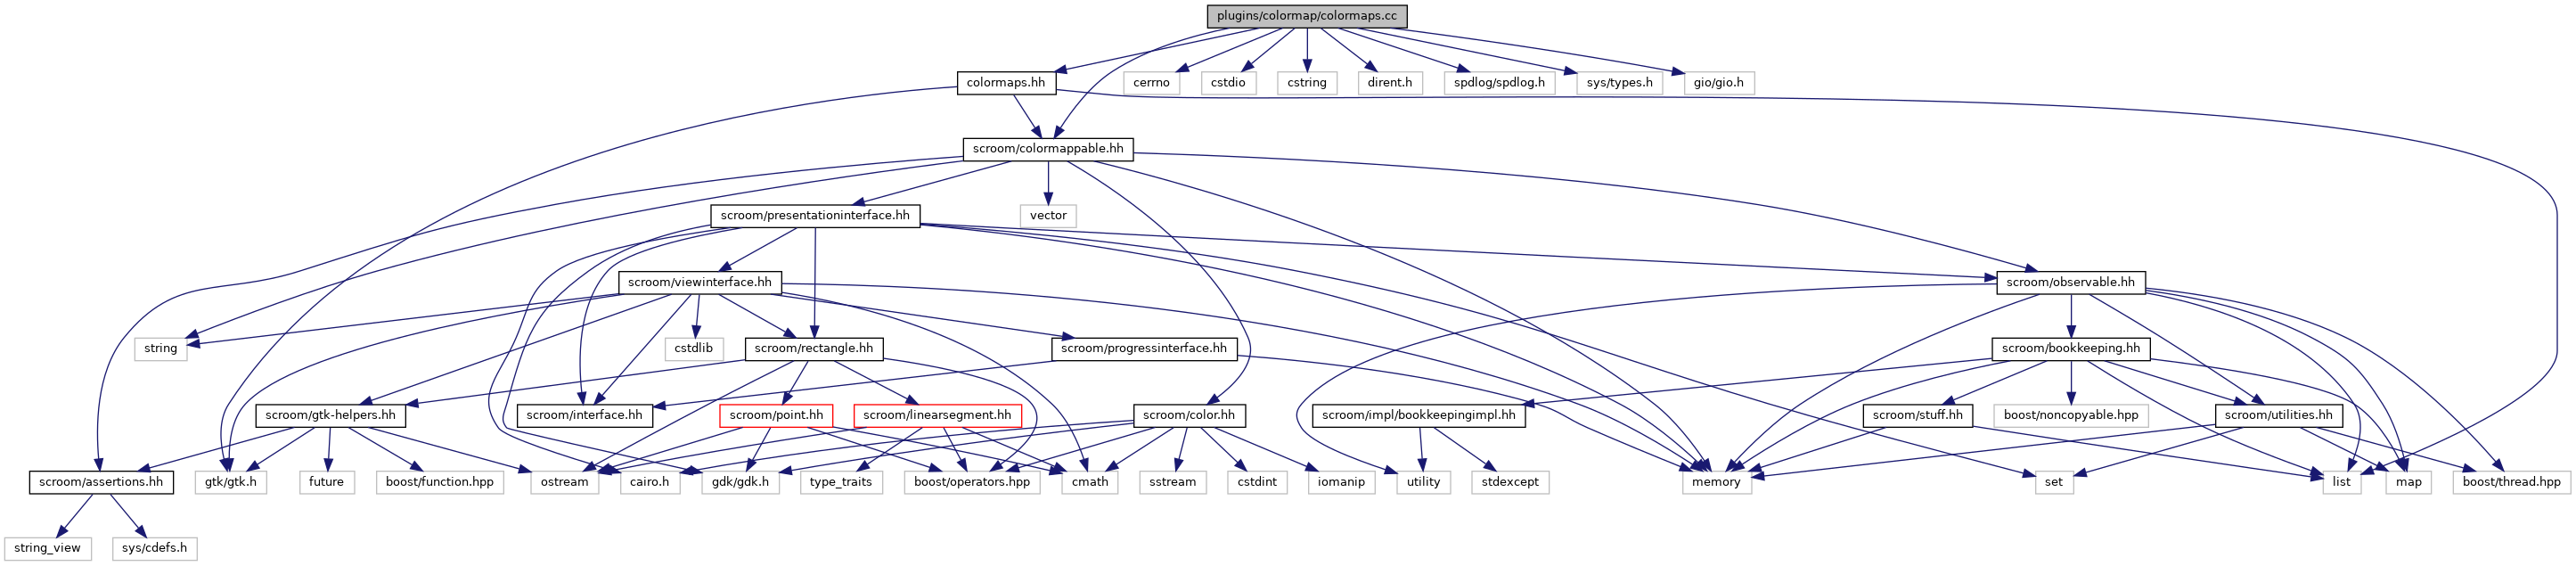 plugins/colormap/colormaps.cc
colormaps.hh
cerrno
cstdio
cstring
dirent.h
spdlog/spdlog.h
sys/types.h
gio/gio.h
scroom/colormappable.hh
scroom/presentationinterface.hh
vector
scroom/viewinterface.hh
scroom/observable.hh
string
cstdlib
scroom/rectangle.hh
scroom/progressinterface.hh
scroom/bookkeeping.hh
scroom/gtk-helpers.hh
scroom/interface.hh
scroom/point.hh
scroom/linearsegment.hh
scroom/color.hh
scroom/impl/bookkeepingimpl.hh
scroom/stuff.hh
boost/noncopyable.hpp
scroom/utilities.hh
scroom/assertions.hh
gtk/gtk.h
future
boost/function.hpp
ostream
cairo.h
gdk/gdk.h
type_traits
boost/operators.hpp
cmath
sstream
cstdint
iomanip
utility
stdexcept
memory
set
list
map
boost/thread.hpp
string_view
sys/cdefs.h